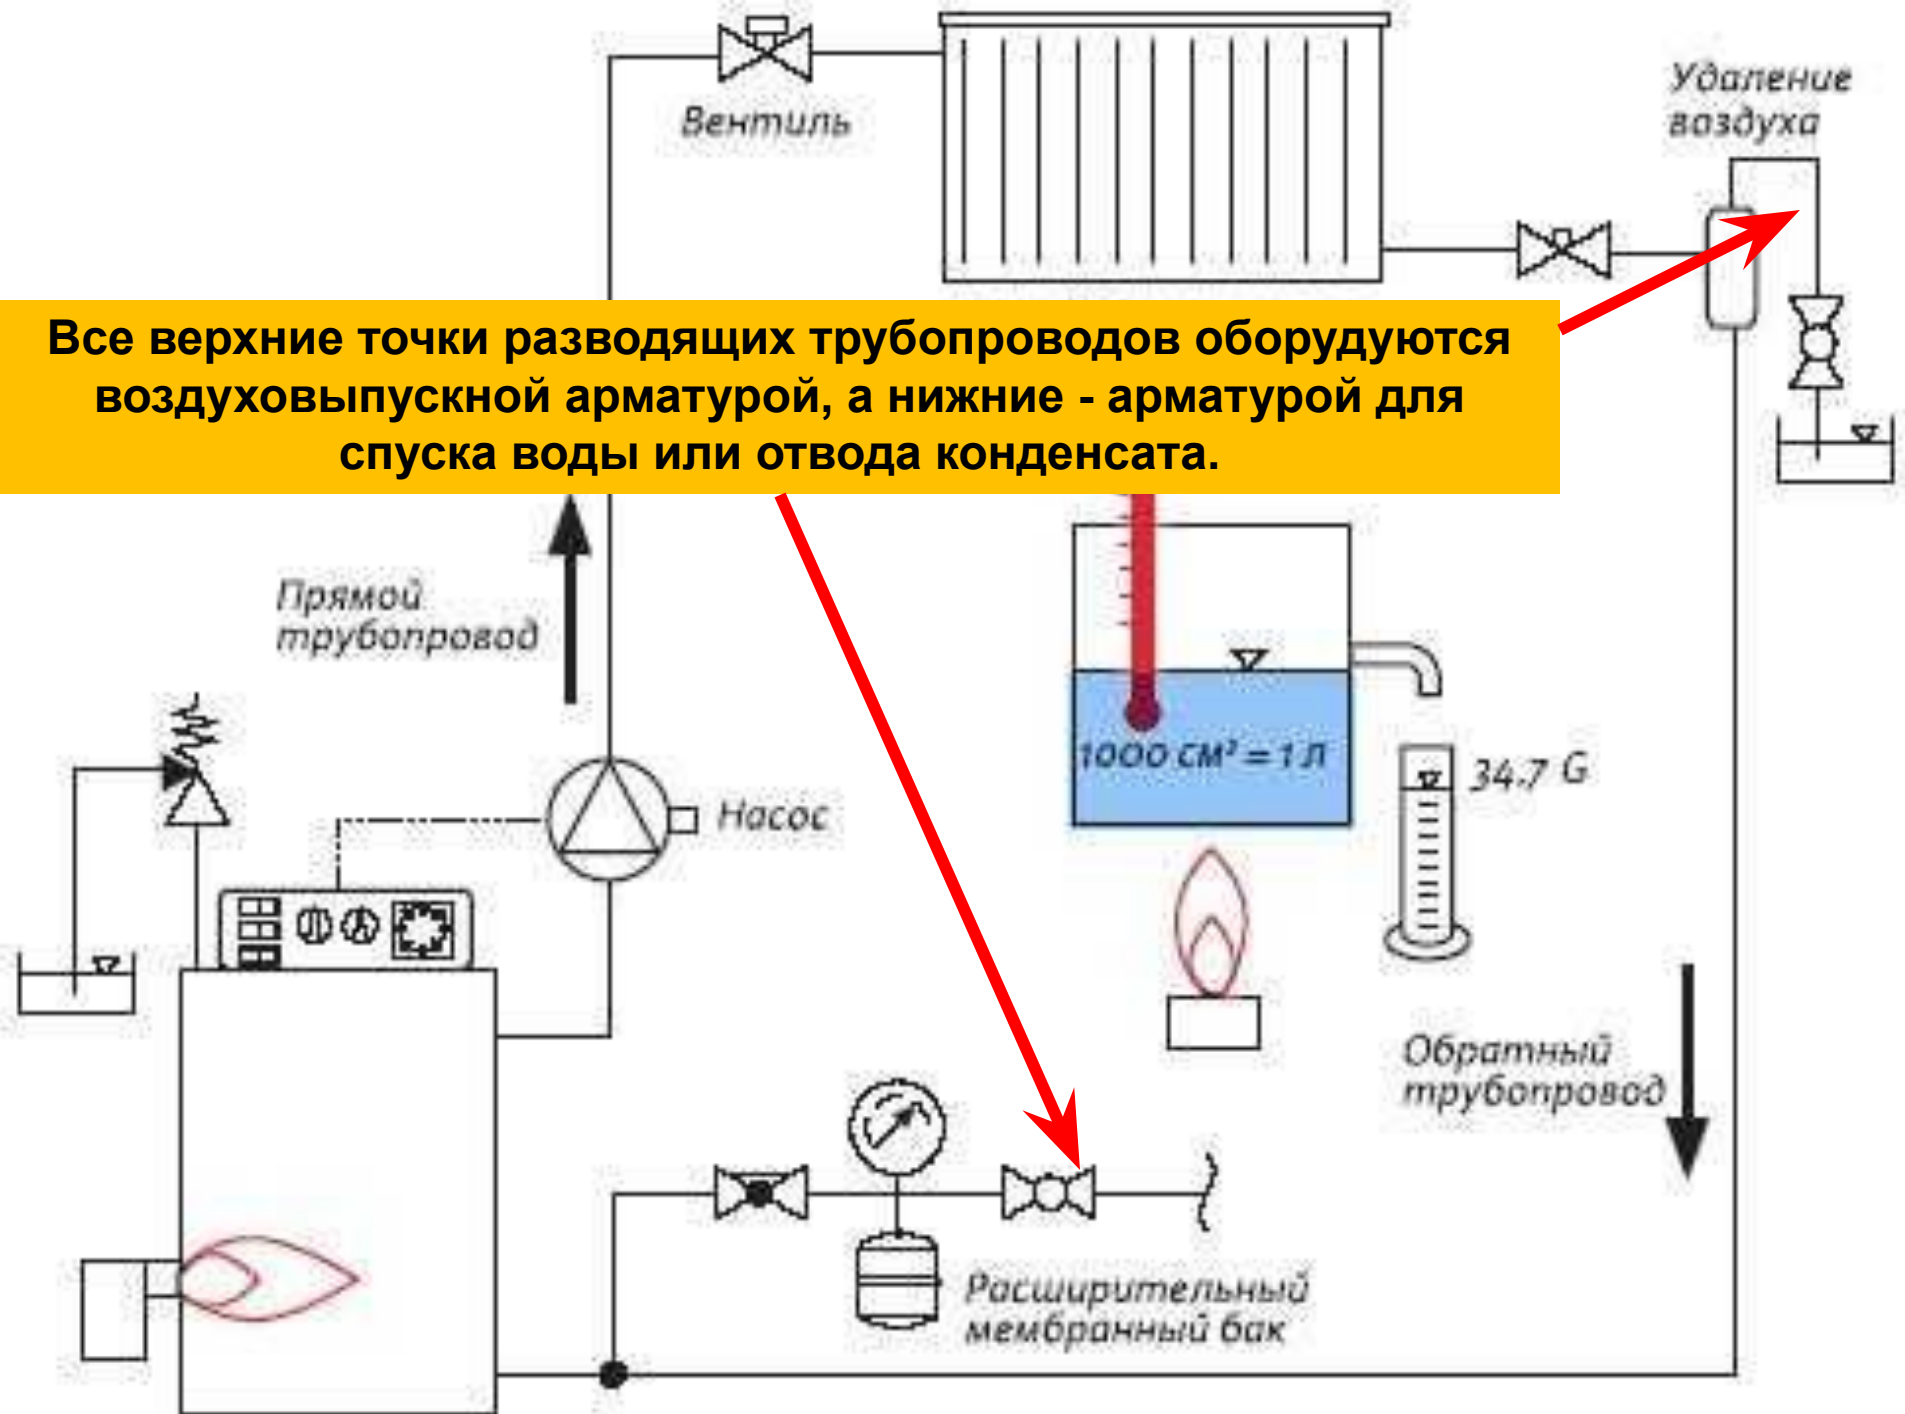 Вентиль
Удаление
воздуха
Все верхние точки разводящих трубопроводов оборудуются
воздуховыпускной арматурой, а нижние - арматурой для
спуска воды или отвода конденсата.
Прямой
трубопровод
1000 см³ = 1 л
34.7 G
Насос
Обратный
трубопровод
Расширительный
мембранный бак